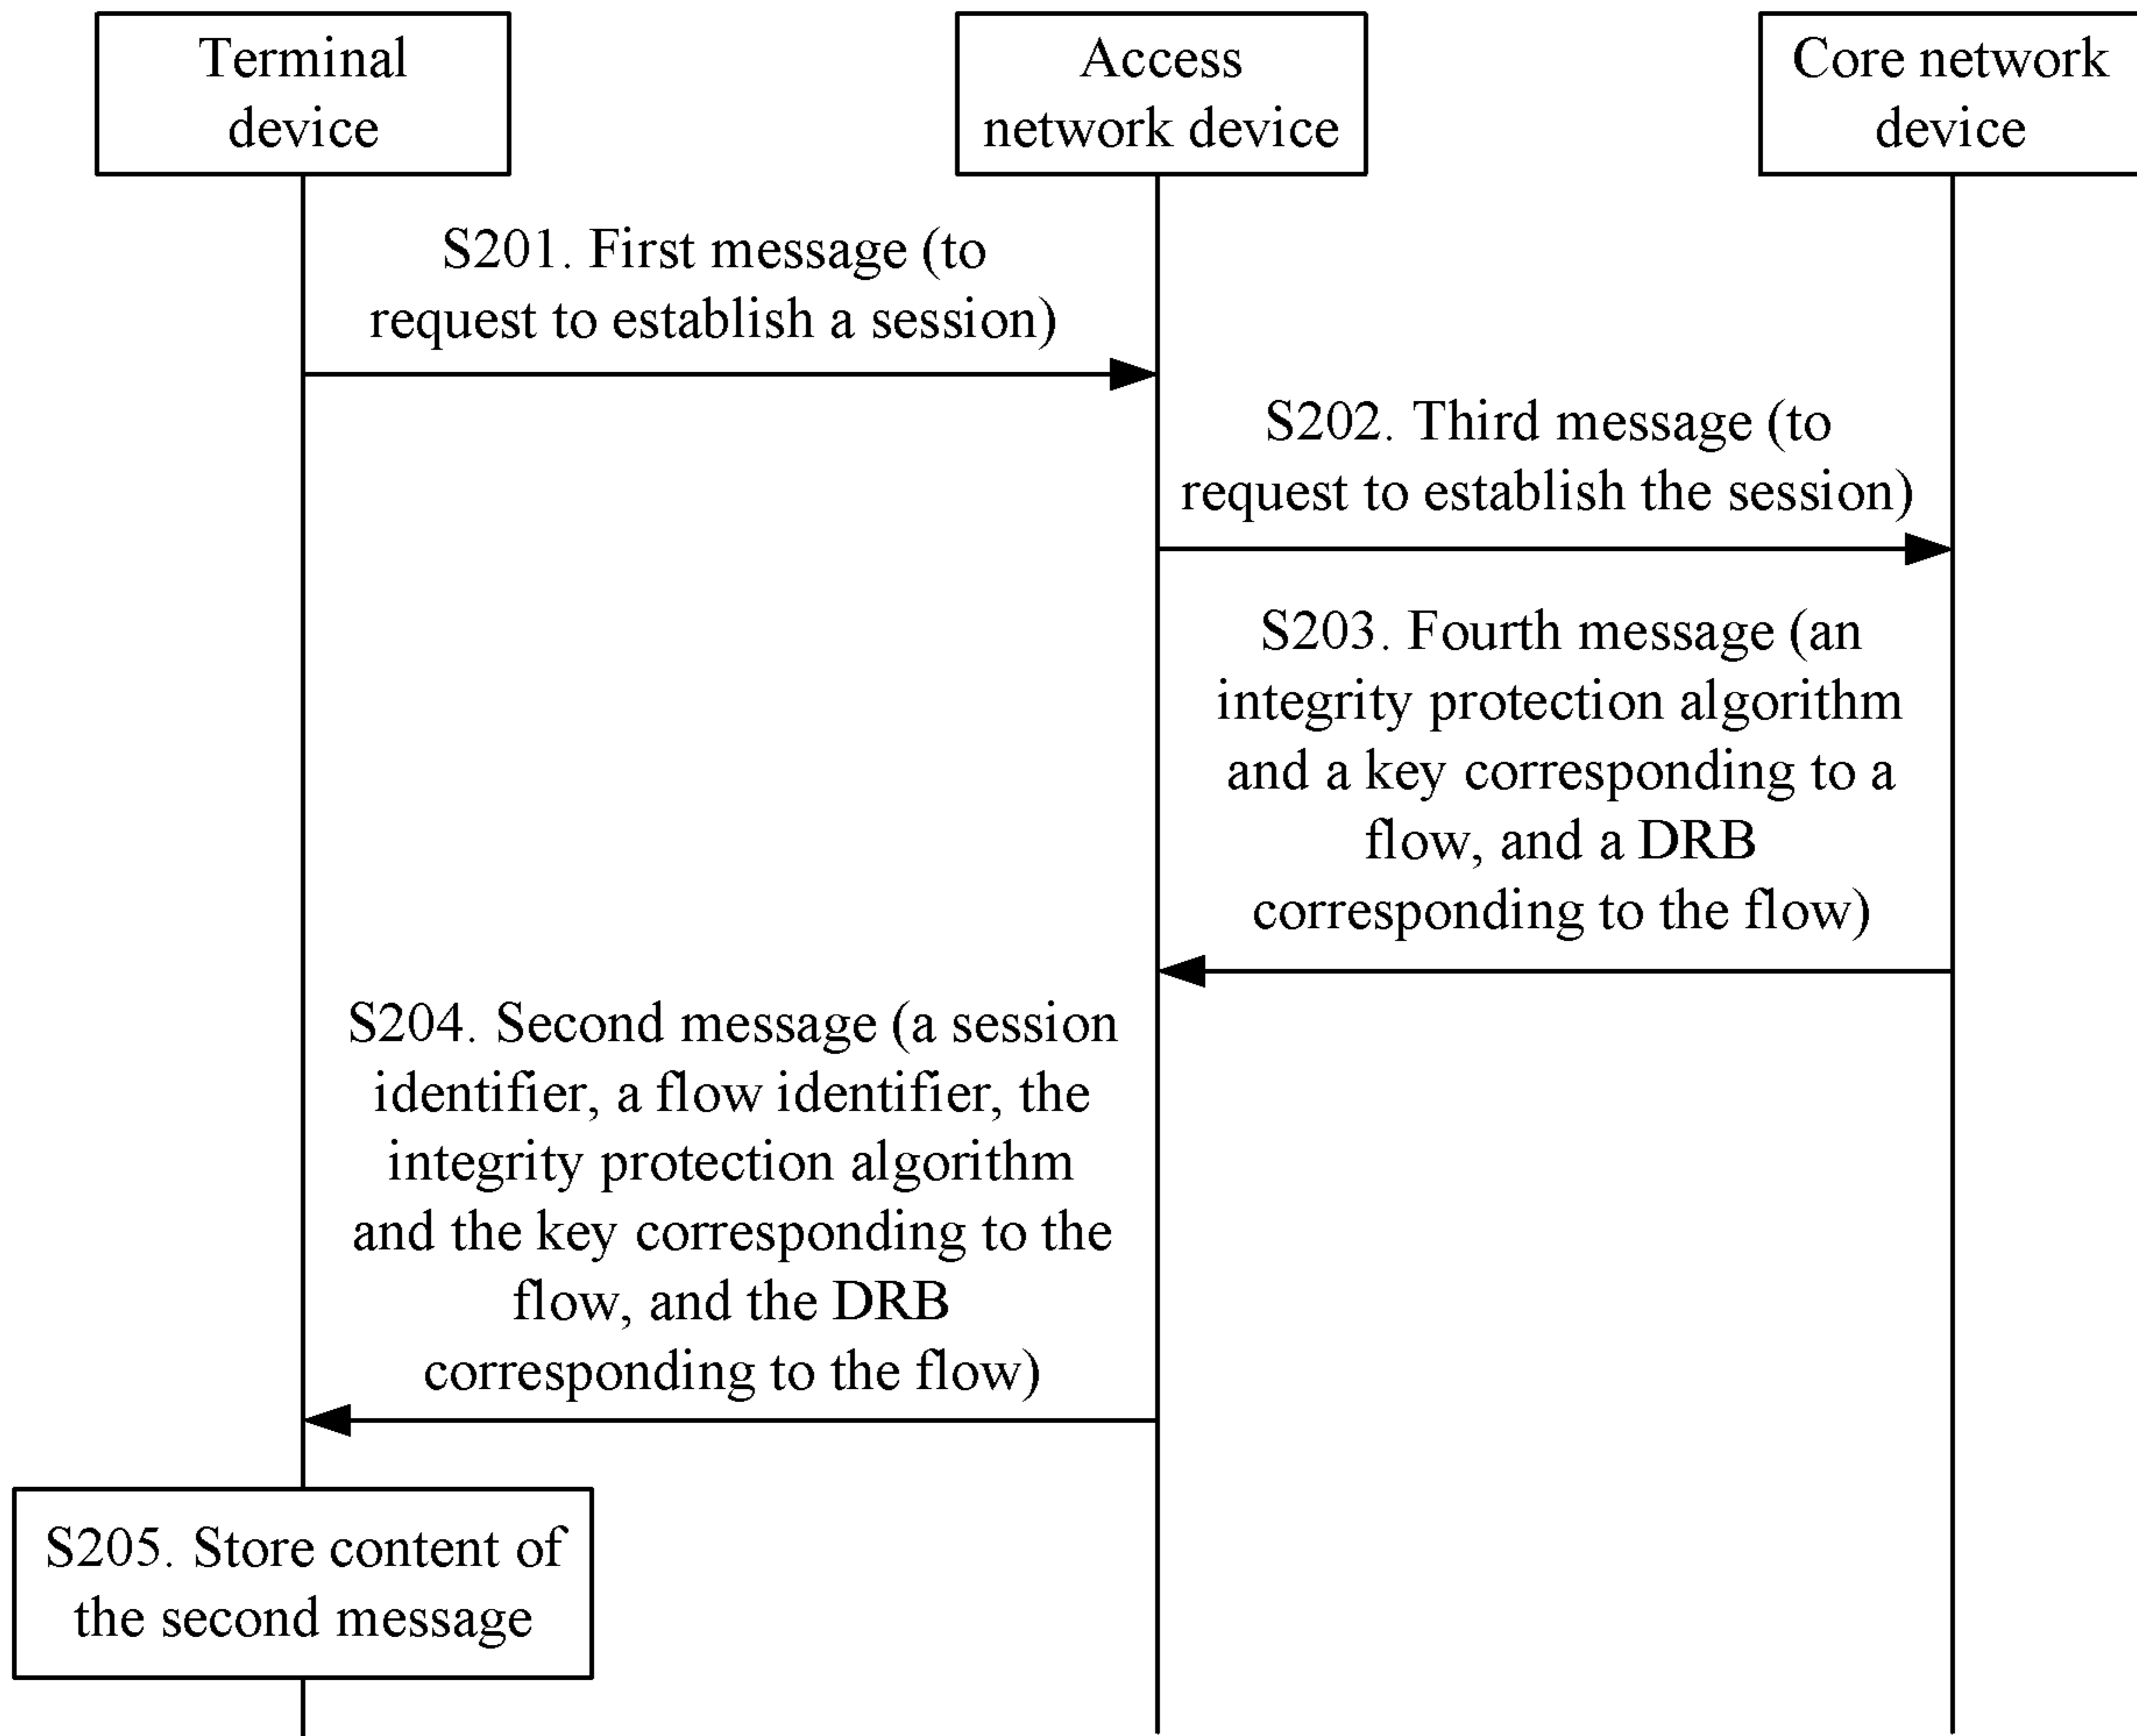 Terminal
device
Access
network device
Core network
device
S201. First message (to
request to establish a session)
S202. Third message (to
request to establish the session)
S203. Fourth message (an
integrity protection algorithm
and a key corresponding to a
flow, and a DRB
corresponding to the flow)
S204. Second message (a session
identifier, a flow identifier, the
integrity protection algorithm
and the key corresponding to the
flow, and the DRB
corresponding to the flow)
S205. Store content of
the second message